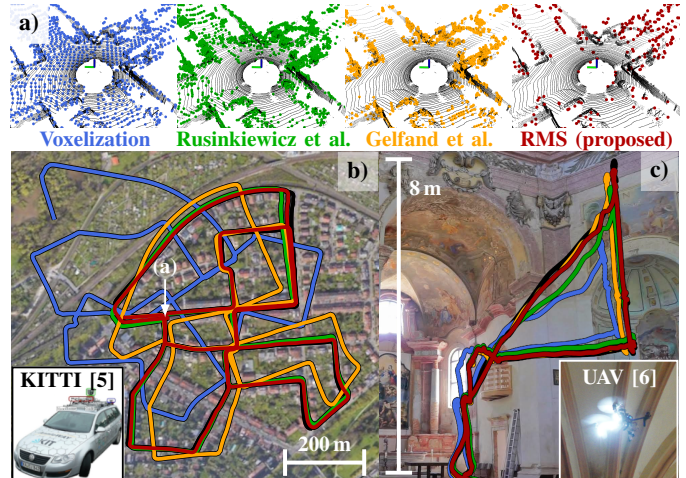 a)
Voxelization Rusinkiewicz et al. Gelfand et al. RMS (proposed)
b)
8 m
c)
(a)
KITTI [5]
200 m
UAV [6]